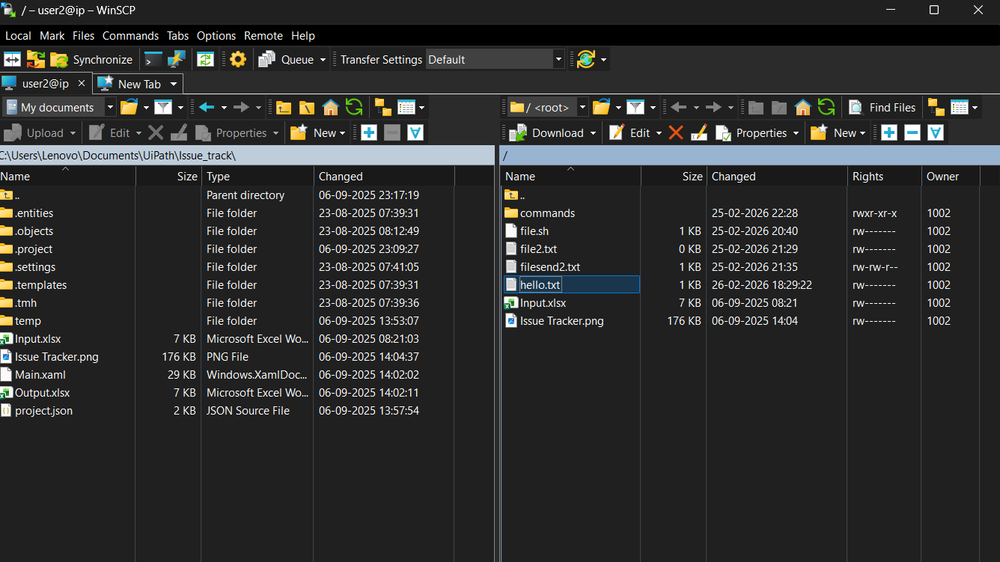 / – user2@ip – WinSCP
Local Mark Files Commands Tabs Options Remote Help
Synchronize Queue Transfer Settings Default
user2@ip × New Tab
My documents
Upload Edit Properties New
C:\Users\Lenovo\Documents\UiPath\Issue_track\
Name Size Type Changed
.. Parent directory 06-09-2025 23:17:19
.entities File folder 23-08-2025 07:39:31
.objects File folder 23-08-2025 08:12:49
.project File folder 06-09-2025 23:09:27
.settings File folder 23-08-2025 07:41:05
.templates File folder 23-08-2025 07:39:31
.tmh File folder 23-08-2025 07:39:36
temp File folder 06-09-2025 13:53:07
Input.xlsx 7 KB Microsoft Excel Wo... 06-09-2025 08:21:03
Issue Tracker.png 176 KB PNG File 06-09-2025 14:04:37
Main.xaml 29 KB Windows.XamlDoc... 06-09-2025 14:02:02
Output.xlsx 7 KB Microsoft Excel Wo... 06-09-2025 14:02:11
project.json 2 KB JSON Source File 06-09-2025 13:57:54
/ <root> Find Files
Download Edit Properties New
/
Name Size Changed Rights Owner
..
commands 25-02-2026 22:28 rwxr-xr-x 1002
file.sh 1 KB 25-02-2026 20:40 rw------- 1002
file2.txt 0 KB 25-02-2026 21:29 rw------- 1002
filesend2.txt 1 KB 25-02-2026 21:35 rw-rw-r-- 1002
hello.txt 1 KB 26-02-2026 18:29:22 rw------- 1002
Input.xlsx 7 KB 06-09-2025 08:21 rw------- 1002
Issue Tracker.png 176 KB 06-09-2025 14:04 rw------- 1002